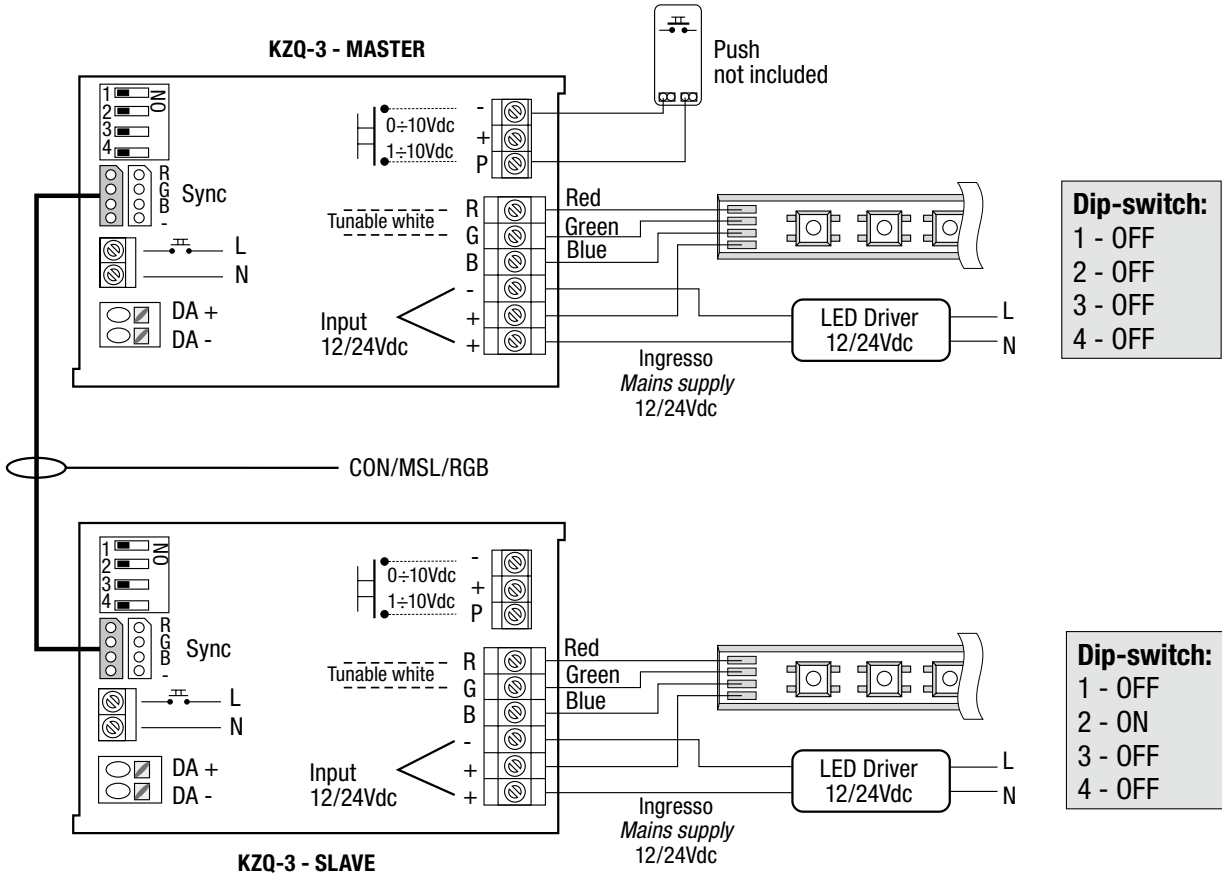 KZQ-3 - MASTER
Push
not included
1
2
3
4
ON
0÷10Vdc
1÷10Vdc
-
+
P
R
G
B
-
Sync
L
N
DA +
DA -
Tunable white
R
G
B
-
+
+
Red
Green
Blue
Input
12/24Vdc
LED Driver
12/24Vdc
L
N
Ingresso
Mains supply
12/24Vdc
Dip-switch:
1 - OFF
2 - OFF
3 - OFF
4 - OFF
CON/MSL/RGB
1
2
3
4
ON
0÷10Vdc
1÷10Vdc
-
+
P
R
G
B
-
Sync
L
N
DA +
DA -
Tunable white
R
G
B
-
+
+
Red
Green
Blue
Input
12/24Vdc
LED Driver
12/24Vdc
L
N
Ingresso
Mains supply
12/24Vdc
Dip-switch:
1 - OFF
2 - ON
3 - OFF
4 - OFF
KZQ-3 - SLAVE